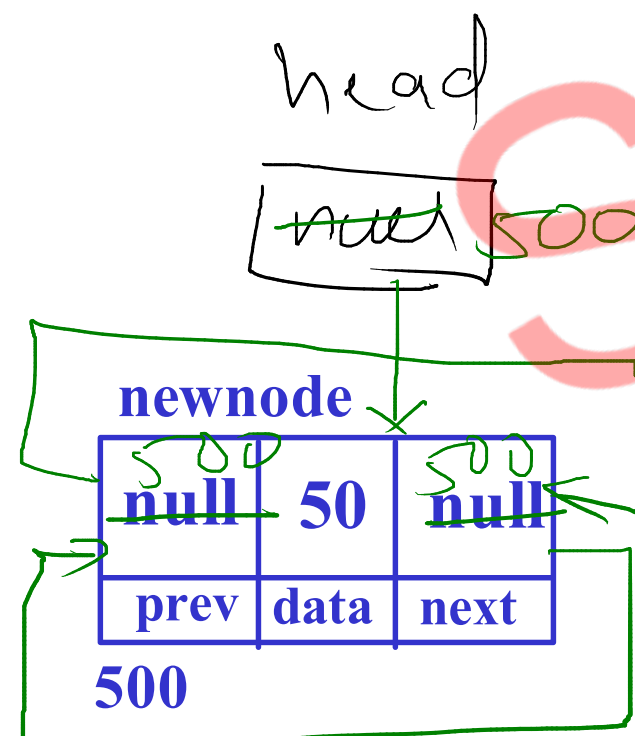 head
null 500
newnode
500 500
null 50 null
prev data next
500